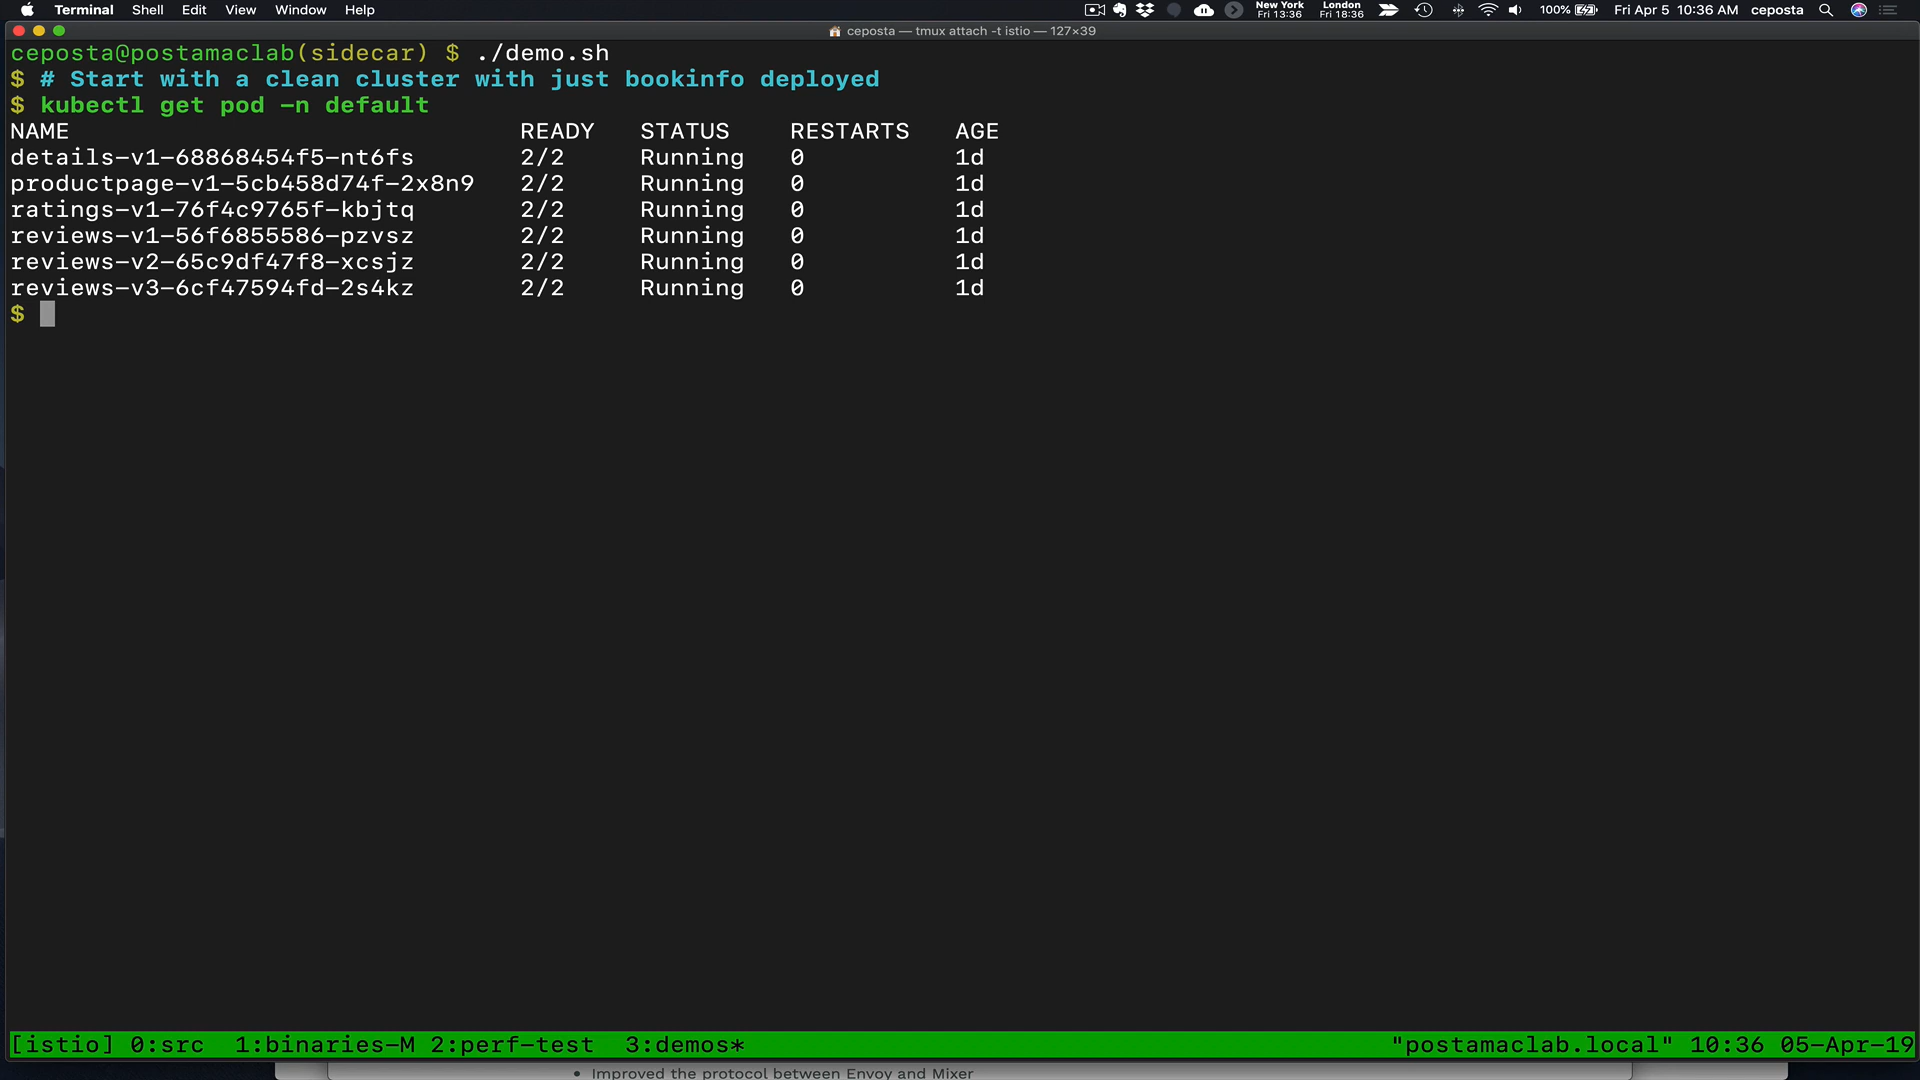 Terminal Shell Edit View Window Help New York Fri 13:36 London Fri 18:36 100% Fri Apr 5 10:36 AM ceposta
ceposta — tmux attach -t istio — 127×39
ceposta@postamaclab(sidecar) $ ./demo.sh
$ # Start with a clean cluster with just bookinfo deployed
$ kubectl get pod -n default
NAME READY STATUS RESTARTS AGE
details-v1-68868454f5-nt6fs 2/2 Running 0 1d
productpage-v1-5cb458d74f-2x8n9 2/2 Running 0 1d
ratings-v1-76f4c9765f-kbjtq 2/2 Running 0 1d
reviews-v1-56f6855586-pzvsz 2/2 Running 0 1d
reviews-v2-65c9df47f8-xcsjz 2/2 Running 0 1d
reviews-v3-6cf47594fd-2s4kz 2/2 Running 0 1d
$
[istio] 0:src 1:binaries-M 2:perf-test 3:demos* "postamaclab.local" 10:36 05-Apr-19
• Improved the protocol between Envoy and Mixer